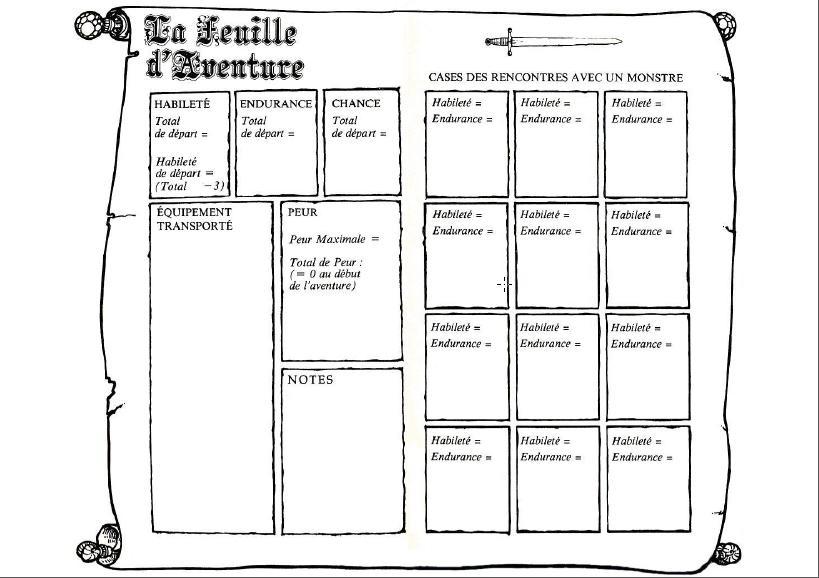 La Feuille
d'Aventure
HABILETÉ
Total
de départ =
Habileté
de départ =
(Total −3)
ENDURANCE
Total
de départ =
CHANCE
Total
de départ =
ÉQUIPEMENT
TRANSPORTÉ
PEUR
Peur Maximale =
Total de Peur :
(= 0 au début
de l'aventure)
NOTES
CASES DES RENCONTRES AVEC UN MONSTRE
Habileté =
Endurance =
Habileté =
Endurance =
Habileté =
Endurance =
Habileté =
Endurance =
Habileté =
Endurance =
Habileté =
Endurance =
Habileté =
Endurance =
Habileté =
Endurance =
Habileté =
Endurance =
Habileté =
Endurance =
Habileté =
Endurance =
Habileté =
Endurance =